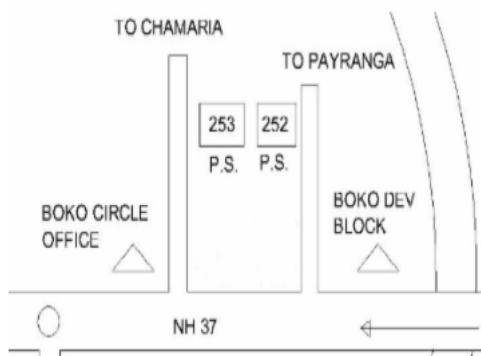 TO CHAMARIA
TO PAYRANGA
253
252
P.S.
P.S.
BOKO CIRCLE
OFFICE
BOKO DEV
BLOCK
NH 37